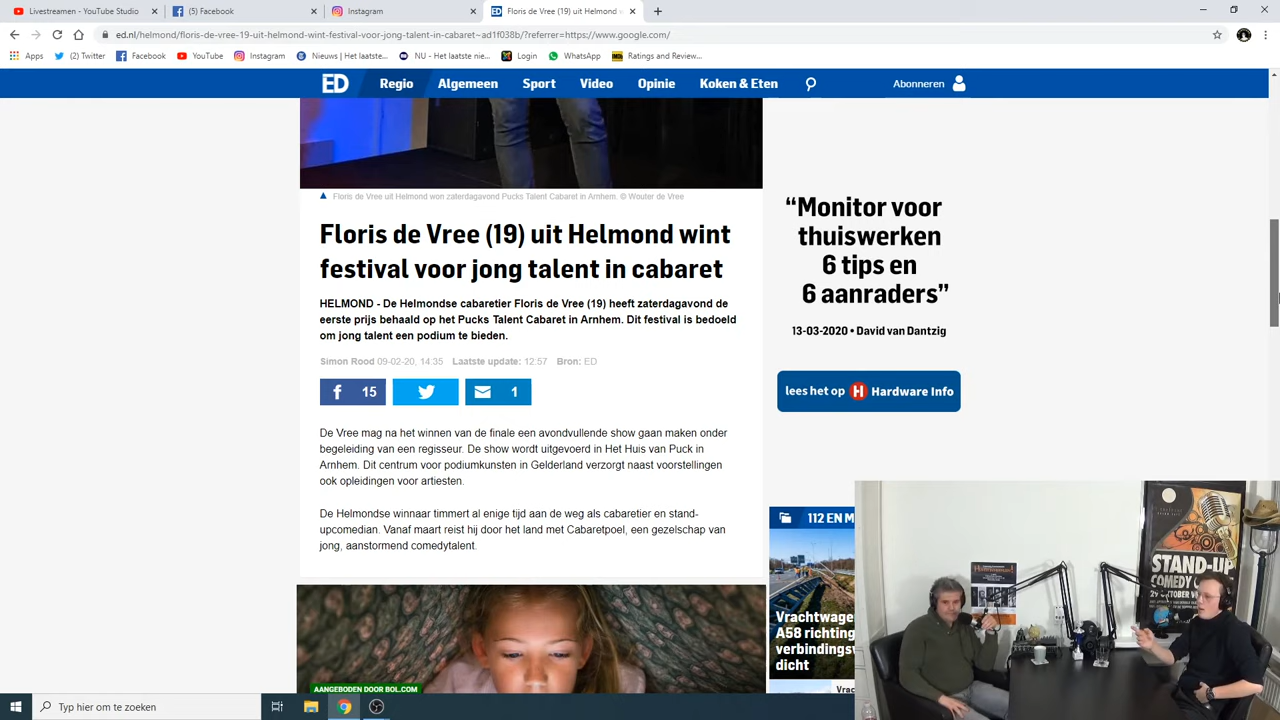 Livestreamen - YouTube Studio
(5) Facebook
Instagram
Floris de Vree (19) uit Helmond w
ed.nl/helmond/floris-de-vree-19-uit-helmond-wint-festival-voor-jong-talent-in-cabaret~ad1f038b/?referrer=https://www.google.com/
Apps
(2) Twitter
Facebook
YouTube
Instagram
Nieuws | Het laatste...
NU - Het laatste nie...
Login
WhatsApp
Ratings and Review...
ED
Regio
Algemeen
Sport
Video
Opinie
Koken & Eten
Abonneren
Floris de Vree uit Helmond won zaterdagavond Pucks Talent Cabaret in Arnhem. © Wouter de Vree
Floris de Vree (19) uit Helmond wint
festival voor jong talent in cabaret
HELMOND - De Helmondse cabaretier Floris de Vree (19) heeft zaterdagavond de
eerste prijs behaald op het Pucks Talent Cabaret in Arnhem. Dit festival is bedoeld
om jong talent een podium te bieden.
Simon Rood 09-02-20, 14:35 Laatste update: 12:57 Bron: ED
15
1
De Vree mag na het winnen van de finale een avondvullende show gaan maken onder
begeleiding van een regisseur. De show wordt uitgevoerd in Het Huis van Puck in
Arnhem. Dit centrum voor podiumkunsten in Gelderland verzorgt naast voorstellingen
ook opleidingen voor artiesten.
De Helmondse winnaar timmert al enige tijd aan de weg als cabaretier en stand-
upcomedian. Vanaf maart reist hij door het land met Cabaretpoel, een gezelschap van
jong, aanstormend comedytalent.
AANGEBODEN DOOR BOL.COM
“Monitor voor
thuiswerken
6 tips en
6 aanraders”
13-03-2020 • David van Dantzig
lees het op H Hardware Info
112 EN M
Vrachtwage
A58 richting
verbindingsw
dicht
Vrac
STAND-UP
COMEDY
Typ hier om te zoeken